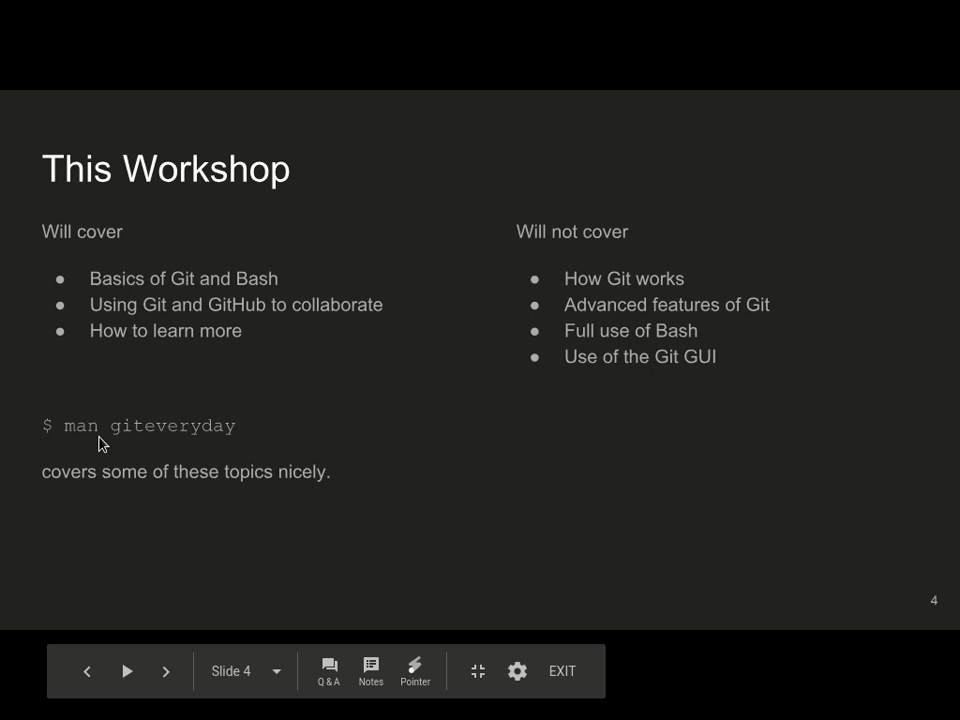 This Workshop
Will cover
● Basics of Git and Bash
● Using Git and GitHub to collaborate
● How to learn more
$ man giteveryday
covers some of these topics nicely.
Will not cover
● How Git works
● Advanced features of Git
● Full use of Bash
● Use of the Git GUI
4
Slide 4
Q & A
Notes
Pointer
EXIT